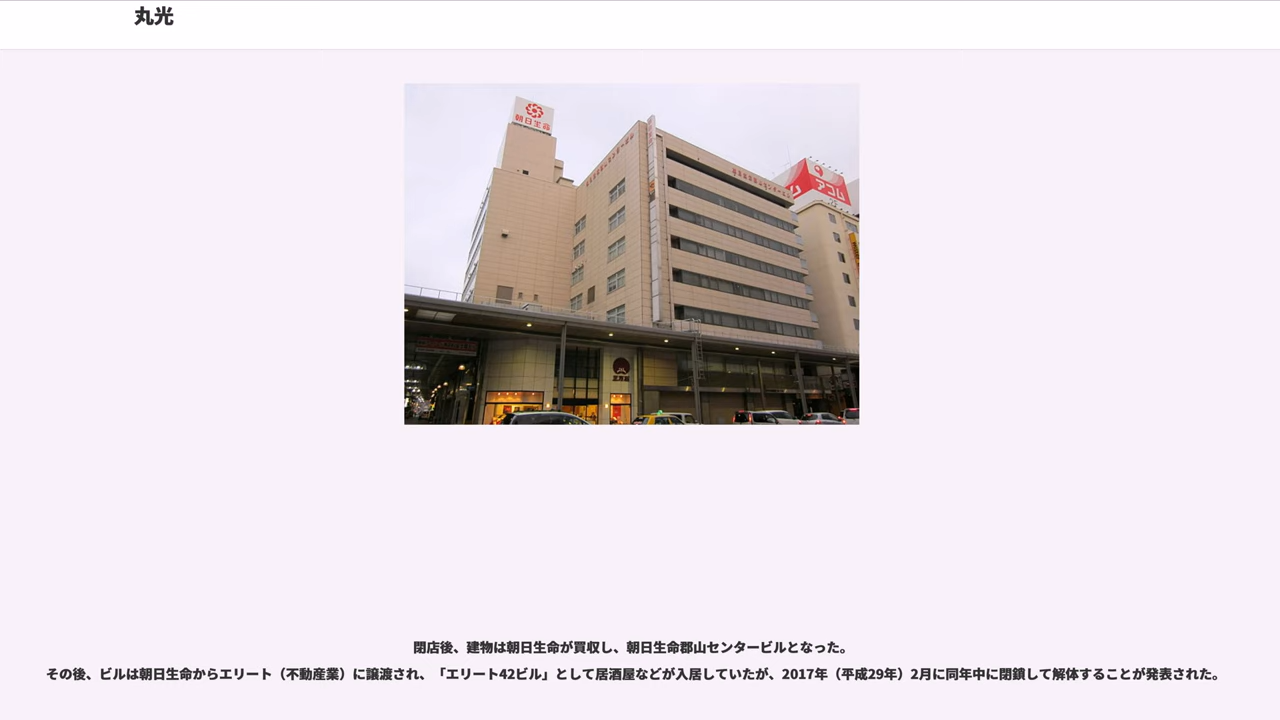 丸光
朝日生命
アコム
閉店後、建物は朝日生命が買収し、朝日生命郡山センタービルとなった。
その後、ビルは朝日生命からエリート（不動産業）に譲渡され、「エリート42ビル」として居酒屋などが入居していたが、2017年（平成29年）2月に同年中に閉鎖して解体することが発表された。